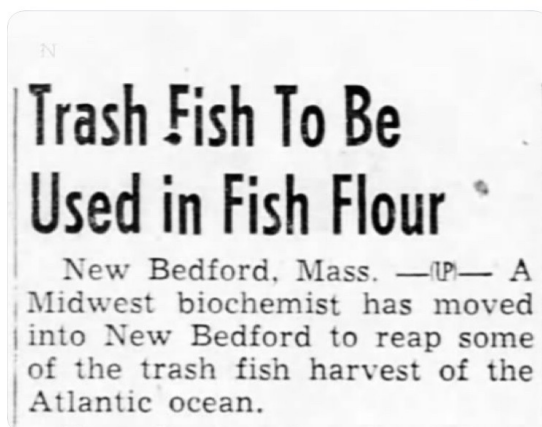 Trash Fish To Be
Used in Fish Flour
New Bedford, Mass. —(UP)— A
Midwest biochemist has moved
into New Bedford to reap some
of the trash fish harvest of the
Atlantic ocean.